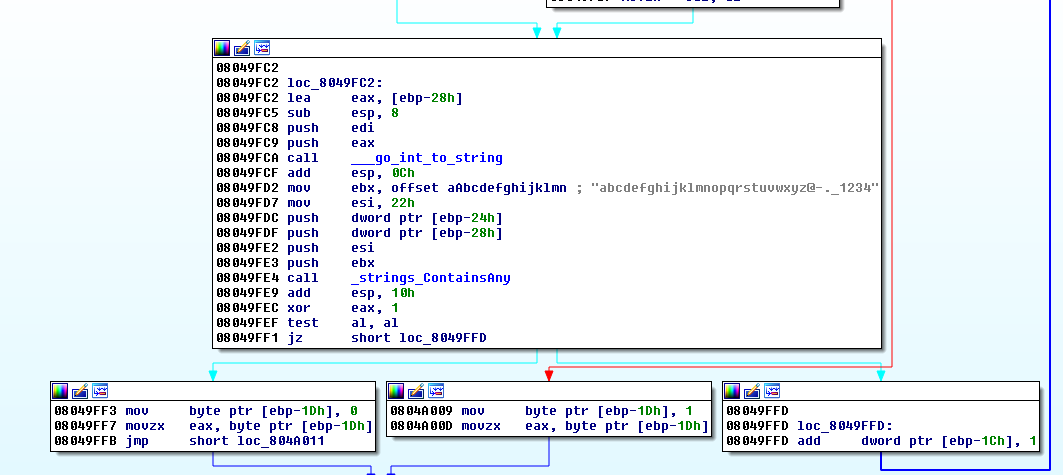 08049FC2
08049FC2 loc_8049FC2:
08049FC2 lea eax, [ebp-28h]
08049FC5 sub esp, 8
08049FC8 push edi
08049FC9 push eax
08049FCA call ___go_int_to_string
08049FCF add esp, 0Ch
08049FD2 mov ebx, offset aAbcdefghijklmn ; "abcdefghijklmnopqrstuvwxyz@-._1234"
08049FD7 mov esi, 22h
08049FDC push dword ptr [ebp-24h]
08049FDF push dword ptr [ebp-28h]
08049FE2 push esi
08049FE3 push ebx
08049FE4 call _strings_ContainsAny
08049FE9 add esp, 10h
08049FEC xor eax, 1
08049FEF test al, al
08049FF1 jz short loc_8049FFD
08049FF3 mov byte ptr [ebp-1Dh], 0
08049FF7 movzx eax, byte ptr [ebp-1Dh]
08049FFB jmp short loc_804A011
0804A009 mov byte ptr [ebp-1Dh], 1
0804A00D movzx eax, byte ptr [ebp-1Dh]
08049FFD
08049FFD loc_8049FFD:
08049FFD add dword ptr [ebp-1Ch], 1